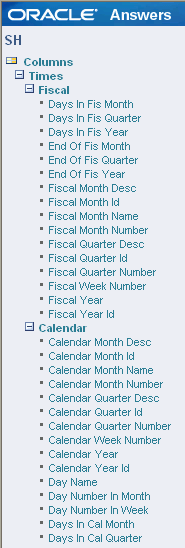 ORACLE® Answers
SH
Columns
Times
Fiscal
Days In Fis Month
Days In Fis Quarter
Days In Fis Year
End Of Fis Month
End Of Fis Quarter
End Of Fis Year
Fiscal Month Desc
Fiscal Month Id
Fiscal Month Name
Fiscal Month Number
Fiscal Quarter Desc
Fiscal Quarter Id
Fiscal Quarter Number
Fiscal Week Number
Fiscal Year
Fiscal Year Id
Calendar
Calendar Month Desc
Calendar Month Id
Calendar Month Name
Calendar Month Number
Calendar Quarter Desc
Calendar Quarter Id
Calendar Quarter Number
Calendar Week Number
Calendar Year
Calendar Year Id
Day Name
Day Number In Month
Day Number In Week
Days In Cal Month
Days In Cal Quarter